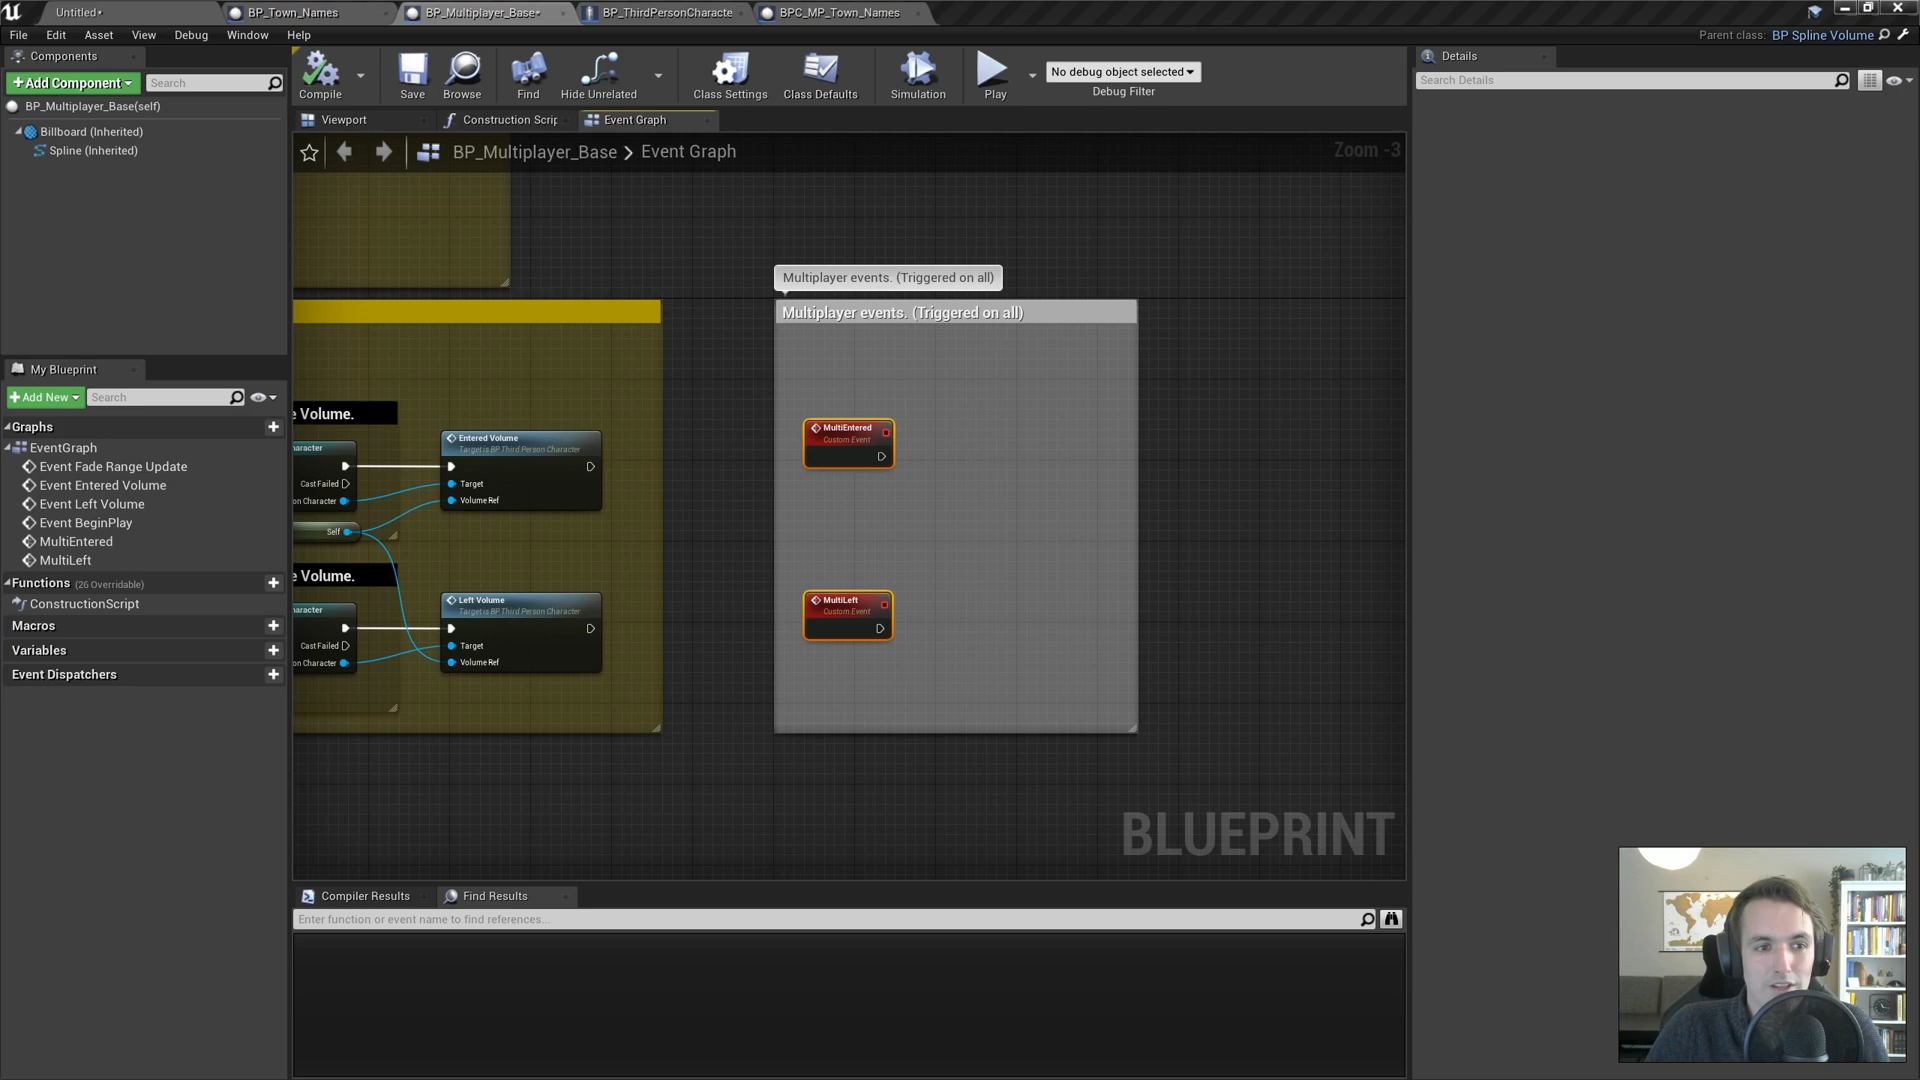 Untitled•
BP_Town_Names
BP_Multiplayer_Base•
BP_ThirdPersonCharacte
BPC_MP_Town_Names
File Edit Asset View Debug Window Help
Parent class: BP Spline Volume
Components
+Add Component
Search
BP_Multiplayer_Base(self)
Billboard (Inherited)
Spline (Inherited)
Compile
Save
Browse
Find
Hide Unrelated
Class Settings
Class Defaults
Simulation
Play
No debug object selected
Debug Filter
Viewport
Construction Scrip
Event Graph
BP_Multiplayer_Base > Event Graph
Zoom -3
Details
Search Details
My Blueprint
+Add New
Search
Graphs
EventGraph
Event Fade Range Update
Event Entered Volume
Event Left Volume
Event BeginPlay
MultiEntered
MultiLeft
Functions (26 Overridable)
ConstructionScript
Macros
Variables
Event Dispatchers
Multiplayer events. (Triggered on all)
Multiplayer events. (Triggered on all)
e Volume.
aracter
Cast Failed
on Character
Self
Entered Volume
Target is BP Third Person Character
Target
Volume Ref
e Volume.
aracter
Cast Failed
on Character
Left Volume
Target is BP Third Person Character
Target
Volume Ref
MultiEntered
Custom Event
MultiLeft
Custom Event
BLUEPRINT
Compiler Results
Find Results
Enter function or event name to find references...